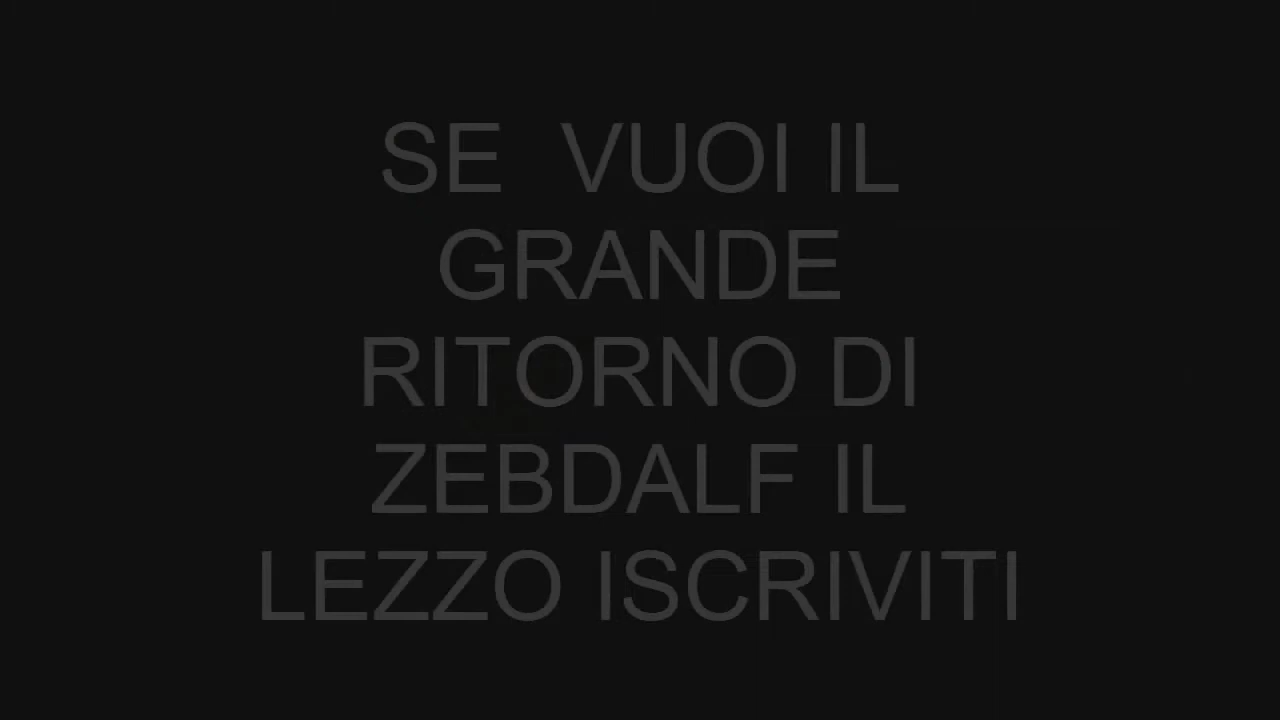 SE  VUOI IL
GRANDE
RITORNO DI
ZEBDALF IL
LEZZO ISCRIVITI